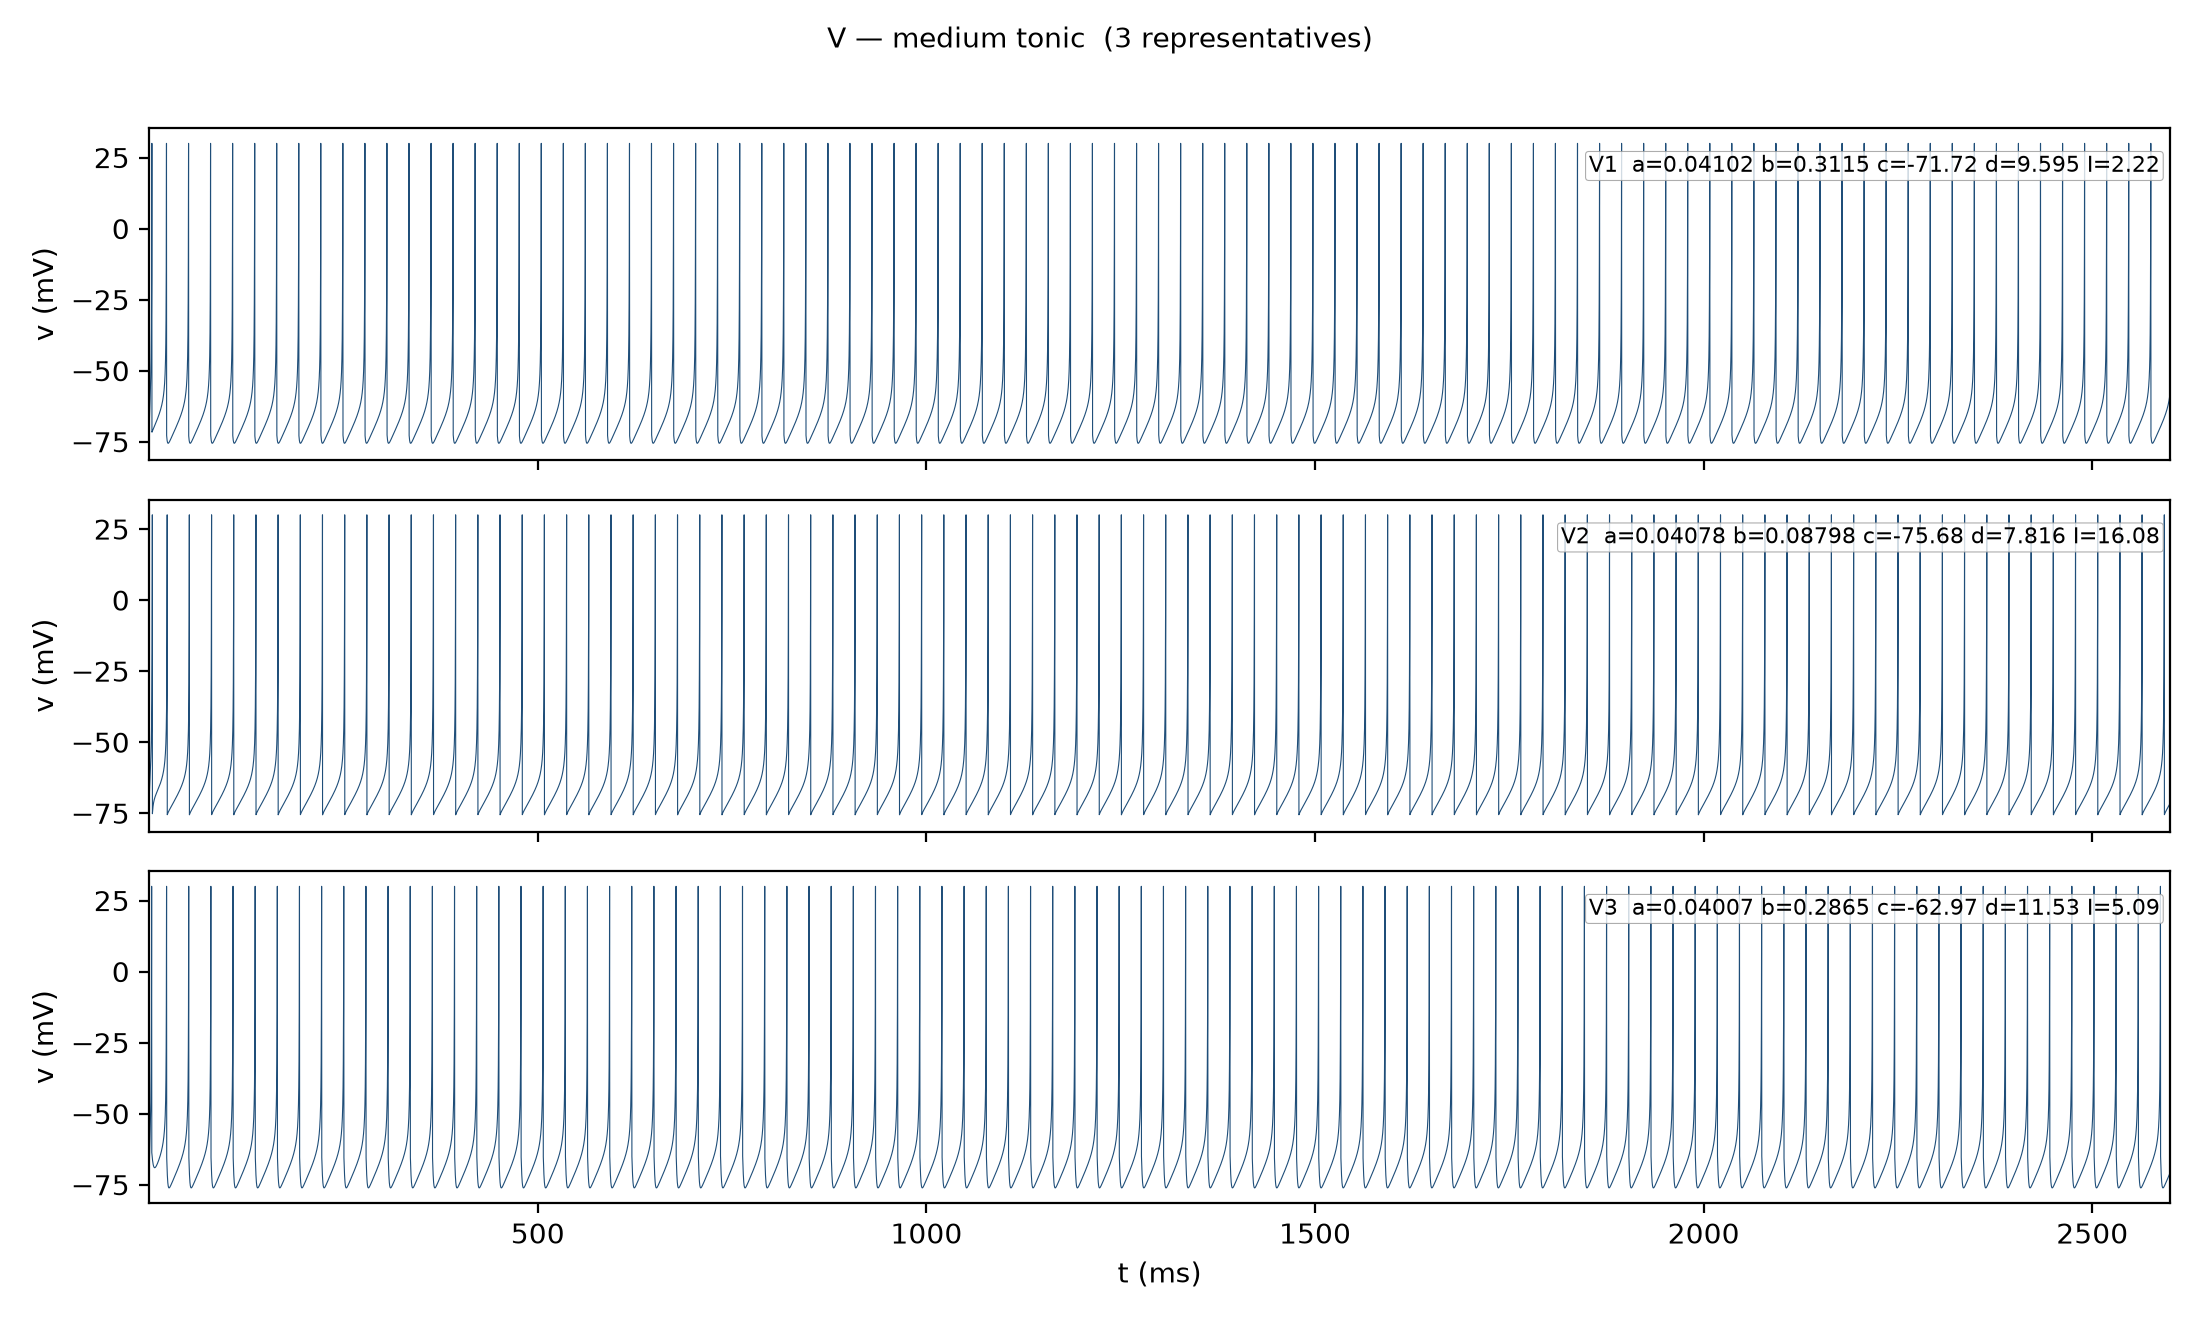 V — medium tonic (3 representatives)
25
0
−25
−50
−75
v (mV)
V1 a=0.04102 b=0.3115 c=-71.72 d=9.595 I=2.22
25
0
−25
−50
−75
v (mV)
V2 a=0.04078 b=0.08798 c=-75.68 d=7.816 I=16.08
25
0
−25
−50
−75
v (mV)
V3 a=0.04007 b=0.2865 c=-62.97 d=11.53 I=5.09
500 1000 1500 2000 2500
t (ms)